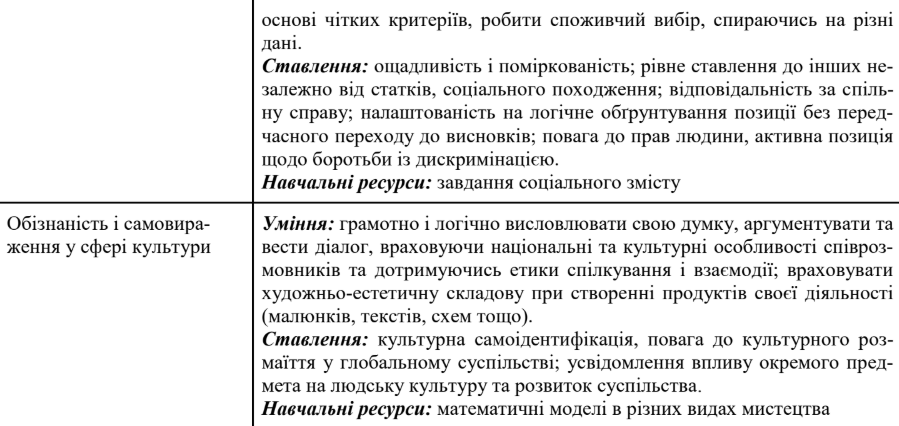 основі чітких критеріїв, робити споживчий вибір, спираючись на різні
дані.
Ставлення: ощадливість і поміркованість; рівне ставлення до інших не-
залежно від статків, соціального походження; відповідальність за спіль-
ну справу; налаштованість на логічне обґрунтування позиції без перед-
часного переходу до висновків; повага до прав людини, активна позиція
щодо боротьби із дискримінацією.
Навчальні ресурси: завдання соціального змісту
Обізнаність і самовира-
ження у сфері культури
Уміння: грамотно і логічно висловлювати свою думку, аргументувати та
вести діалог, враховуючи національні та культурні особливості співроз-
мовників та дотримуючись етики спілкування і взаємодії; враховувати
художньо-естетичну складову при створенні продуктів своєї діяльності
(малюнків, текстів, схем тощо).
Ставлення: культурна самоідентифікація, повага до культурного роз-
маїття у глобальному суспільстві; усвідомлення впливу окремого пред-
мета на людську культуру та розвиток суспільства.
Навчальні ресурси: математичні моделі в різних видах мистецтва